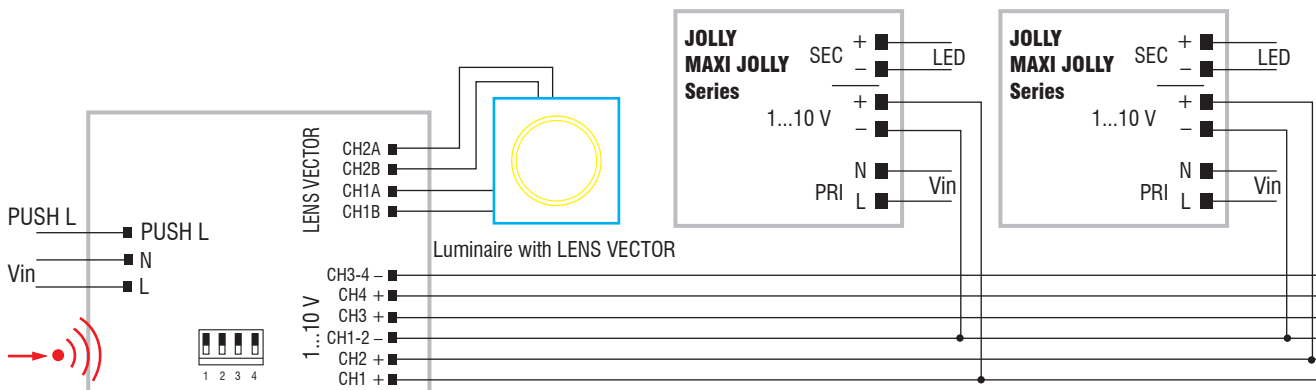 PUSH L
Vin
PUSH L
N
L
1 2 3 4
LENS VECTOR
CH2A
CH2B
CH1A
CH1B
1...10 V
CH3-4 –
CH4 +
CH3 +
CH1-2 –
CH2 +
CH1 +
Luminaire with LENS VECTOR
JOLLY
MAXI JOLLY
Series
SEC
+
–
LED
1...10 V
+
–
PRI
N
L
Vin
JOLLY
MAXI JOLLY
Series
SEC
+
–
LED
1...10 V
+
–
PRI
N
L
Vin